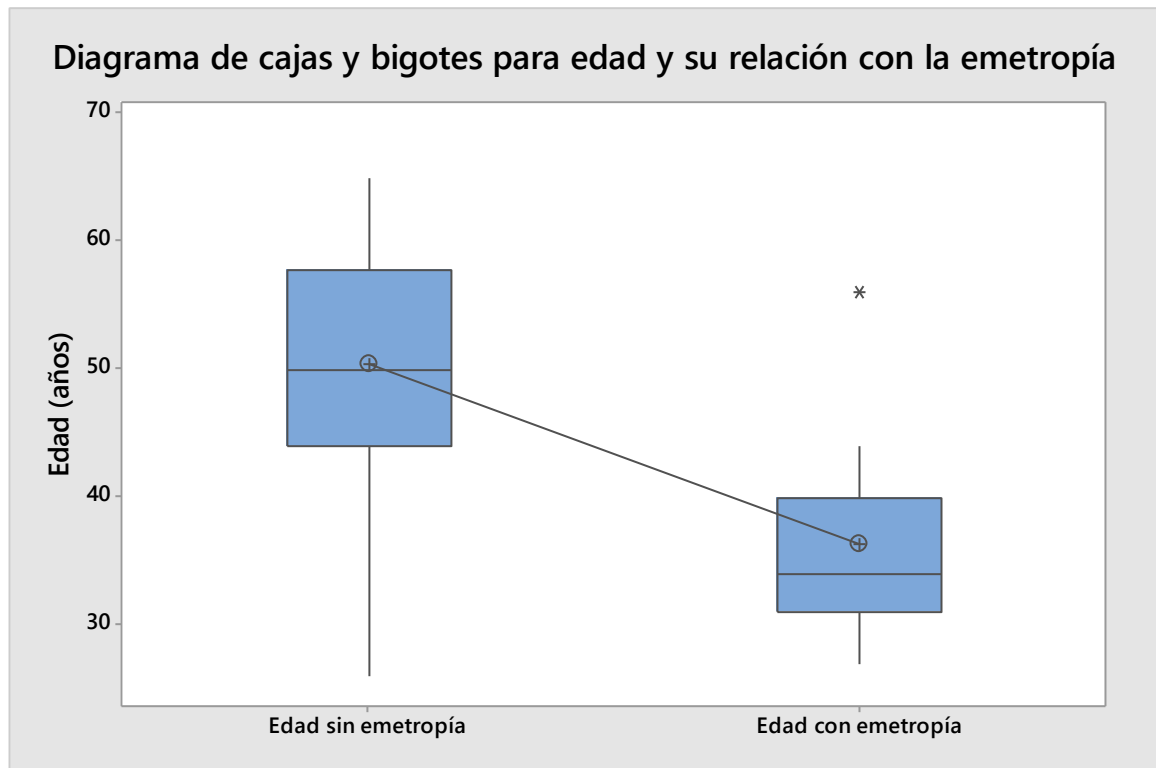 Diagrama de cajas y bigotes para edad y su relación con la emetropía
70
60
50
40
30
Edad (años)
Edad sin emetropía
Edad con emetropía